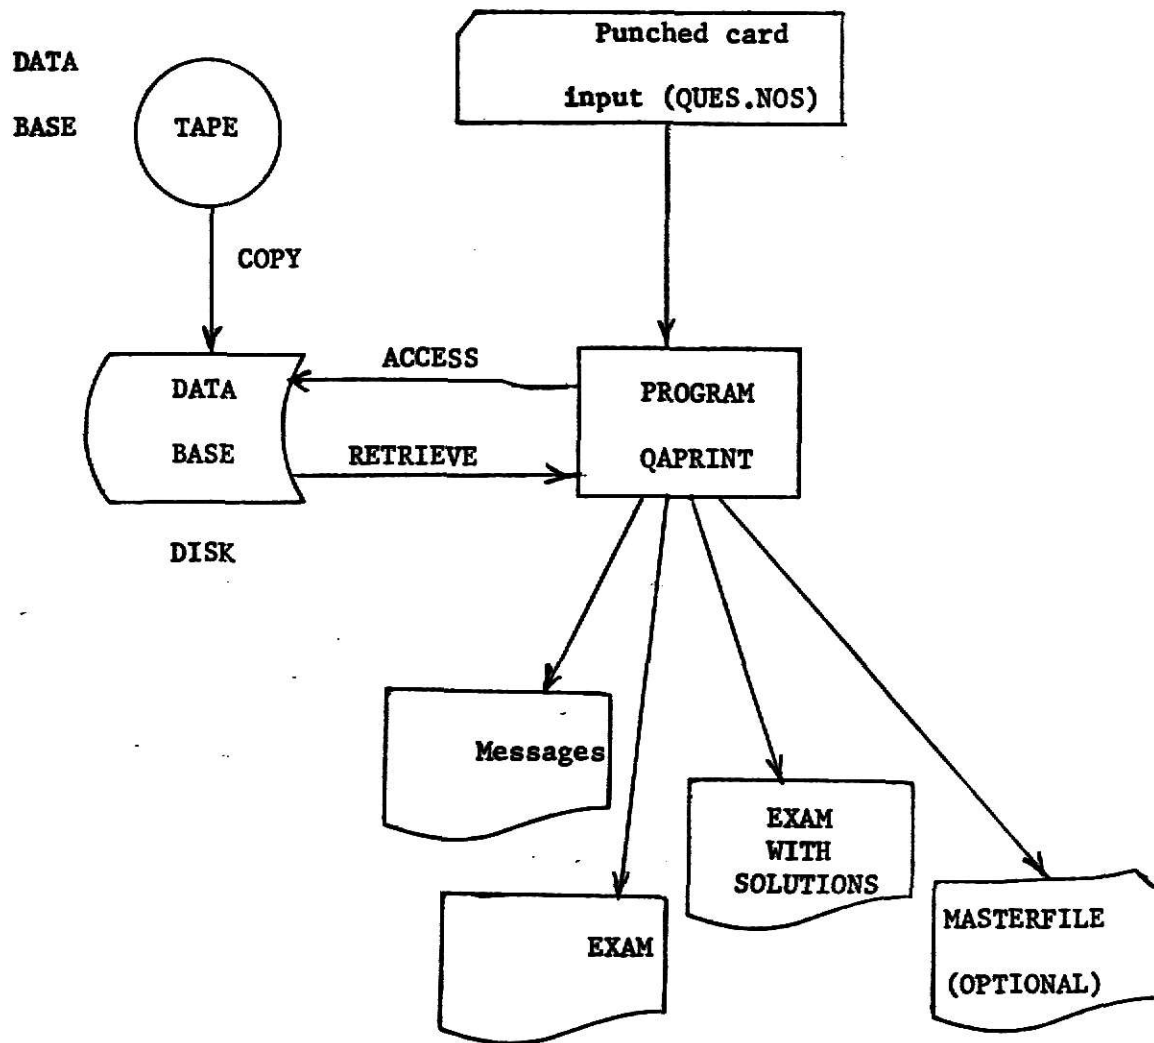 DATA
BASE
TAPE
COPY
Punched card
input (QUES.NOS)
ACCESS
DATA
BASE
RETRIEVE
DISK
PROGRAM
QAPRINT
Messages
EXAM
EXAM
WITH
SOLUTIONS
MASTERFILE
(OPTIONAL)